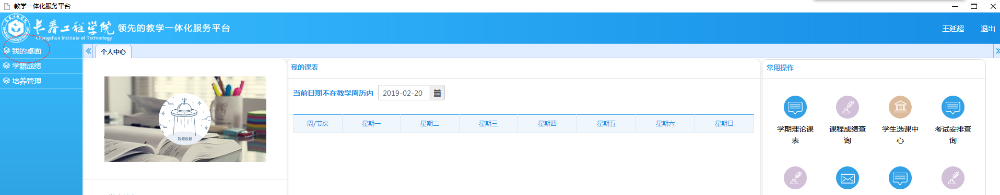 教学一体化服务平台
长春工程学院 领先的教学一体化服务平台
Changchun Institute of Technology
王延超 退出
我的桌面
学籍成绩
培养管理
个人中心
暂无数据
我的课表
当前日期不在教学周历内 2019-02-20
周/节次 星期一 星期二 星期三 星期四 星期五 星期六 星期日
常用操作
学期理论课
表
课程成绩查
询
学生选课中
心
考试安排查
询